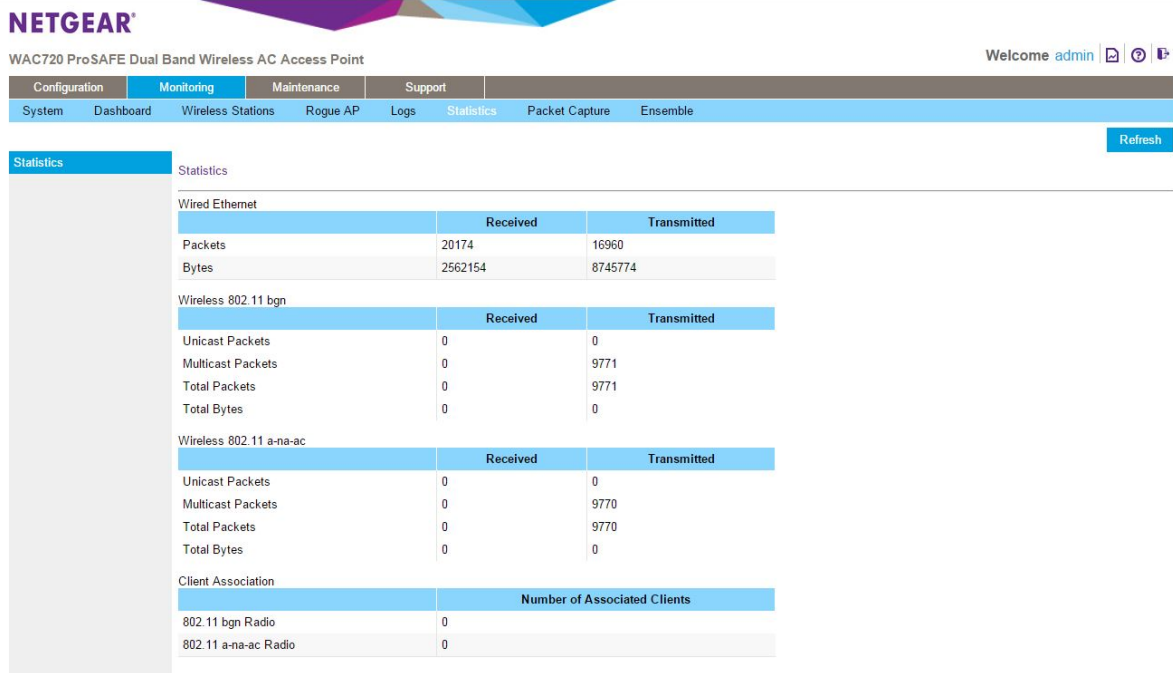 NETGEAR®
WAC720 ProSAFE Dual Band Wireless AC Access Point
Welcome admin
Configuration Monitoring Maintenance Support
System Dashboard Wireless Stations Rogue AP Logs Statistics Packet Capture Ensemble
Refresh
Statistics
Statistics
Wired Ethernet
Received Transmitted
Packets 20174 16960
Bytes 2562154 8745774
Wireless 802.11 bgn
Received Transmitted
Unicast Packets 0 0
Multicast Packets 0 9771
Total Packets 0 9771
Total Bytes 0 0
Wireless 802.11 a-na-ac
Received Transmitted
Unicast Packets 0 0
Multicast Packets 0 9770
Total Packets 0 9770
Total Bytes 0 0
Client Association
Number of Associated Clients
802.11 bgn Radio 0
802.11 a-na-ac Radio 0